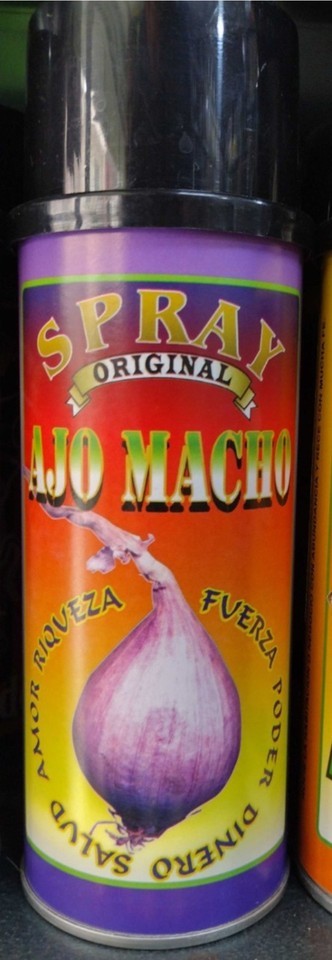 SPRAY
ORIGINAL
AJO MACHO
SALUD AMOR RIQUEZA
FUERZA PODER DINERO